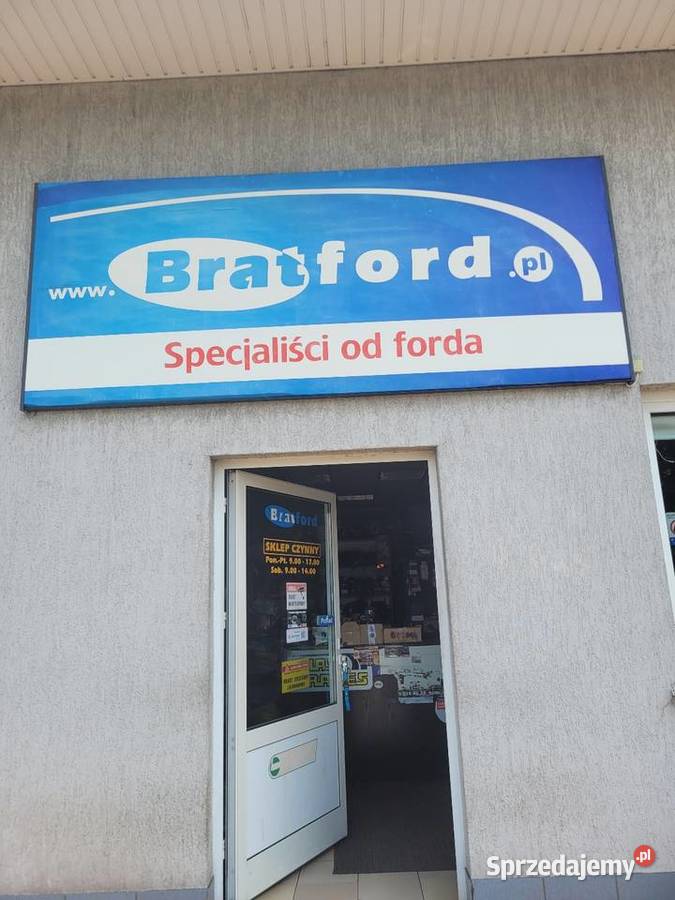 www.Bratford.pl
Specjaliści od forda
Bratford
SKLEP CZYNNY
Pon.-Pt. 9.00 - 17.00
Sob. 9.00 - 14.00
Sprzedajemy.pl